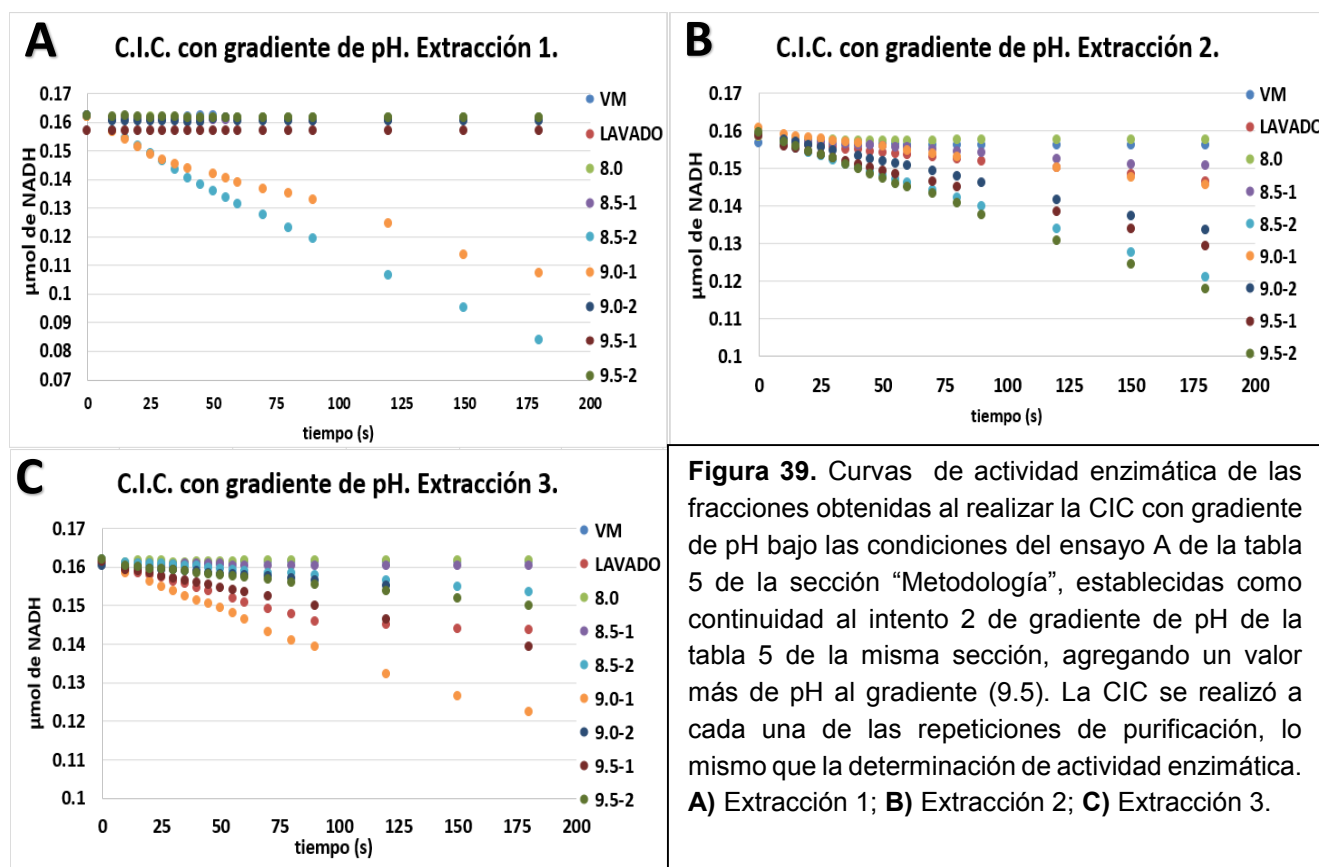 A
C.I.C. con gradiente de pH. Extracción 1.
µmol de NADH
0.17
0.16
0.15
0.14
0.13
0.12
0.11
0.1
0.09
0.08
0.07
0 25 50 75 100 125 150 175 200
tiempo (s)
VM
LAVADO
8.0
8.5-1
8.5-2
9.0-1
9.0-2
9.5-1
9.5-2
B
C.I.C. con gradiente de pH. Extracción 2.
µmol de NADH
0.17
0.16
0.15
0.14
0.13
0.12
0.11
0.1
0 25 50 75 100 125 150 175 200
tiempo (s)
VM
LAVADO
8.0
8.5-1
8.5-2
9.0-1
9.0-2
9.5-1
9.5-2
C
C.I.C. con gradiente de pH. Extracción 3.
µmol de NADH
0.17
0.16
0.15
0.14
0.13
0.12
0.11
0.1
0 25 50 75 100 125 150 175 200
tiempo (s)
VM
LAVADO
8.0
8.5-1
8.5-2
9.0-1
9.0-2
9.5-1
9.5-2
Figura 39. Curvas de actividad enzimática de las
fracciones obtenidas al realizar la CIC con gradiente
de pH bajo las condiciones del ensayo A de la tabla
5 de la sección “Metodología”, establecidas como
continuidad al intento 2 de gradiente de pH de la
tabla 5 de la misma sección, agregando un valor
más de pH al gradiente (9.5). La CIC se realizó a
cada una de las repeticiones de purificación, lo
mismo que la determinación de actividad enzimática.
A) Extracción 1; B) Extracción 2; C) Extracción 3.